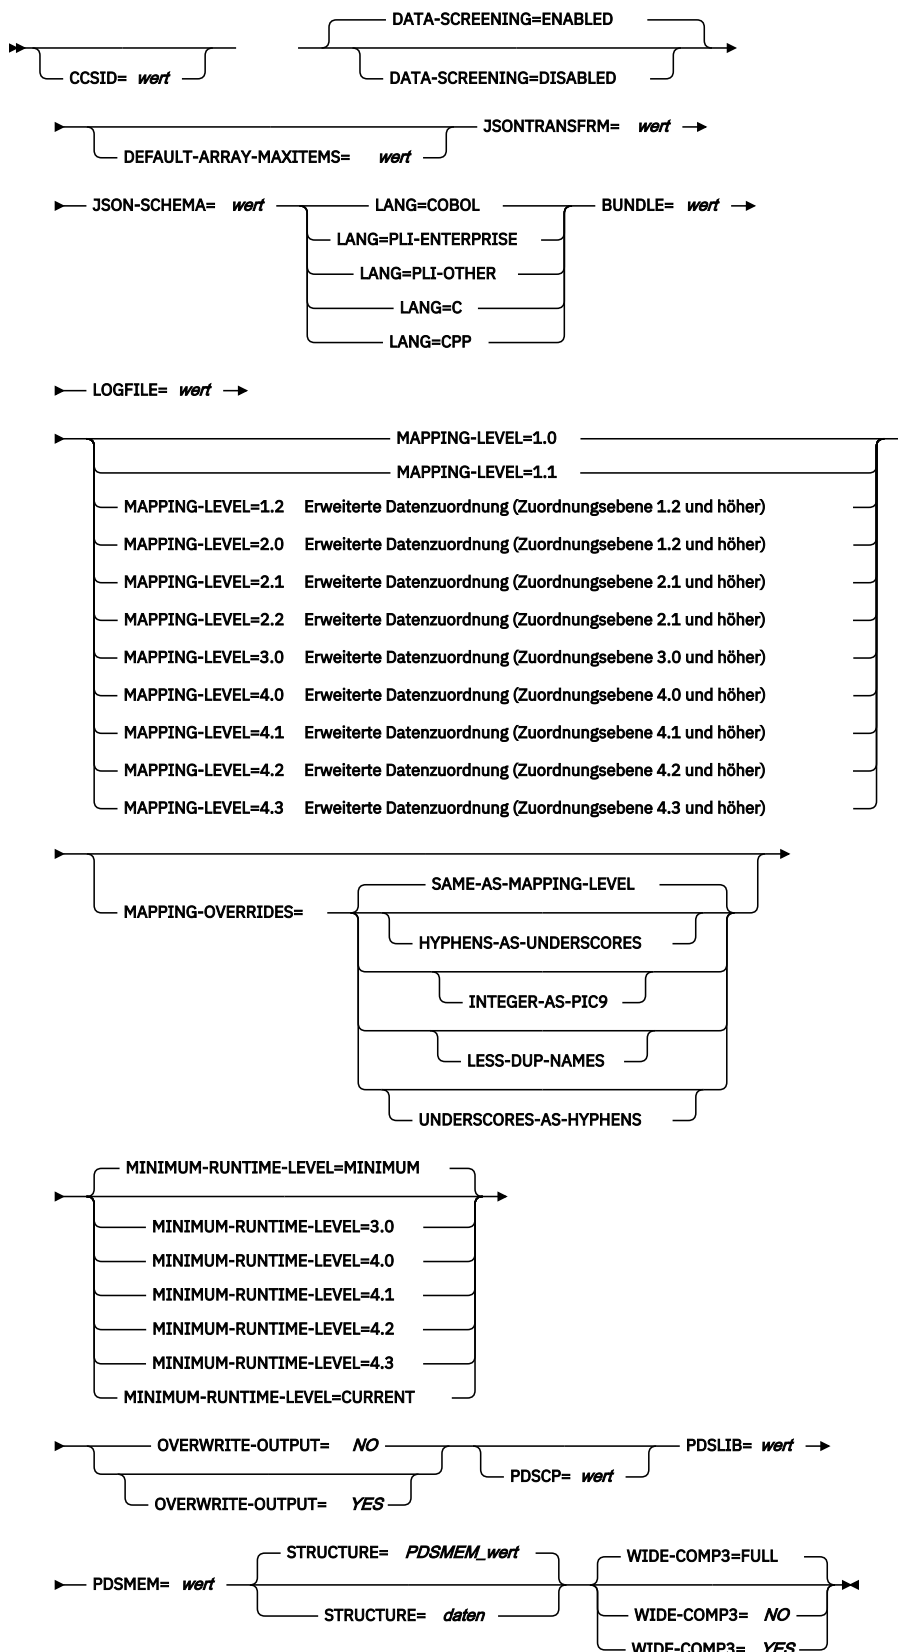 DATA-SCREENING=ENABLED
CCSID= wert
DATA-SCREENING=DISABLED
JSONTRANSFRM= wert
DEFAULT-ARRAY-MAXITEMS= wert
JSON-SCHEMA= wert LANG=COBOL BUNDLE= wert
LANG=PLI-ENTERPRISE
LANG=PLI-OTHER
LANG=C
LANG=CPP
LOGFILE= wert
MAPPING-LEVEL=1.0
MAPPING-LEVEL=1.1
MAPPING-LEVEL=1.2 Erweiterte Datenzuordnung (Zuordnungsebene 1.2 und höher)
MAPPING-LEVEL=2.0 Erweiterte Datenzuordnung (Zuordnungsebene 1.2 und höher)
MAPPING-LEVEL=2.1 Erweiterte Datenzuordnung (Zuordnungsebene 2.1 und höher)
MAPPING-LEVEL=2.2 Erweiterte Datenzuordnung (Zuordnungsebene 2.1 und höher)
MAPPING-LEVEL=3.0 Erweiterte Datenzuordnung (Zuordnungsebene 3.0 und höher)
MAPPING-LEVEL=4.0 Erweiterte Datenzuordnung (Zuordnungsebene 4.0 und höher)
MAPPING-LEVEL=4.1 Erweiterte Datenzuordnung (Zuordnungsebene 4.1 und höher)
MAPPING-LEVEL=4.2 Erweiterte Datenzuordnung (Zuordnungsebene 4.2 und höher)
MAPPING-LEVEL=4.3 Erweiterte Datenzuordnung (Zuordnungsebene 4.3 und höher)
SAME-AS-MAPPING-LEVEL
MAPPING-OVERRIDES=
HYPHENS-AS-UNDERSCORES
INTEGER-AS-PIC9
LESS-DUP-NAMES
UNDERSCORES-AS-HYPHENS
MINIMUM-RUNTIME-LEVEL=MINIMUM
MINIMUM-RUNTIME-LEVEL=3.0
MINIMUM-RUNTIME-LEVEL=4.0
MINIMUM-RUNTIME-LEVEL=4.1
MINIMUM-RUNTIME-LEVEL=4.2
MINIMUM-RUNTIME-LEVEL=4.3
MINIMUM-RUNTIME-LEVEL=CURRENT
OVERWRITE-OUTPUT= NO PDSLIB= wert
PDSCP= wert
OVERWRITE-OUTPUT= YES
STRUCTURE= PDSMEM_wert WIDE-COMP3=FULL
PDSMEM= wert
STRUCTURE= daten WIDE-COMP3= NO
WIDE-COMP3= YES